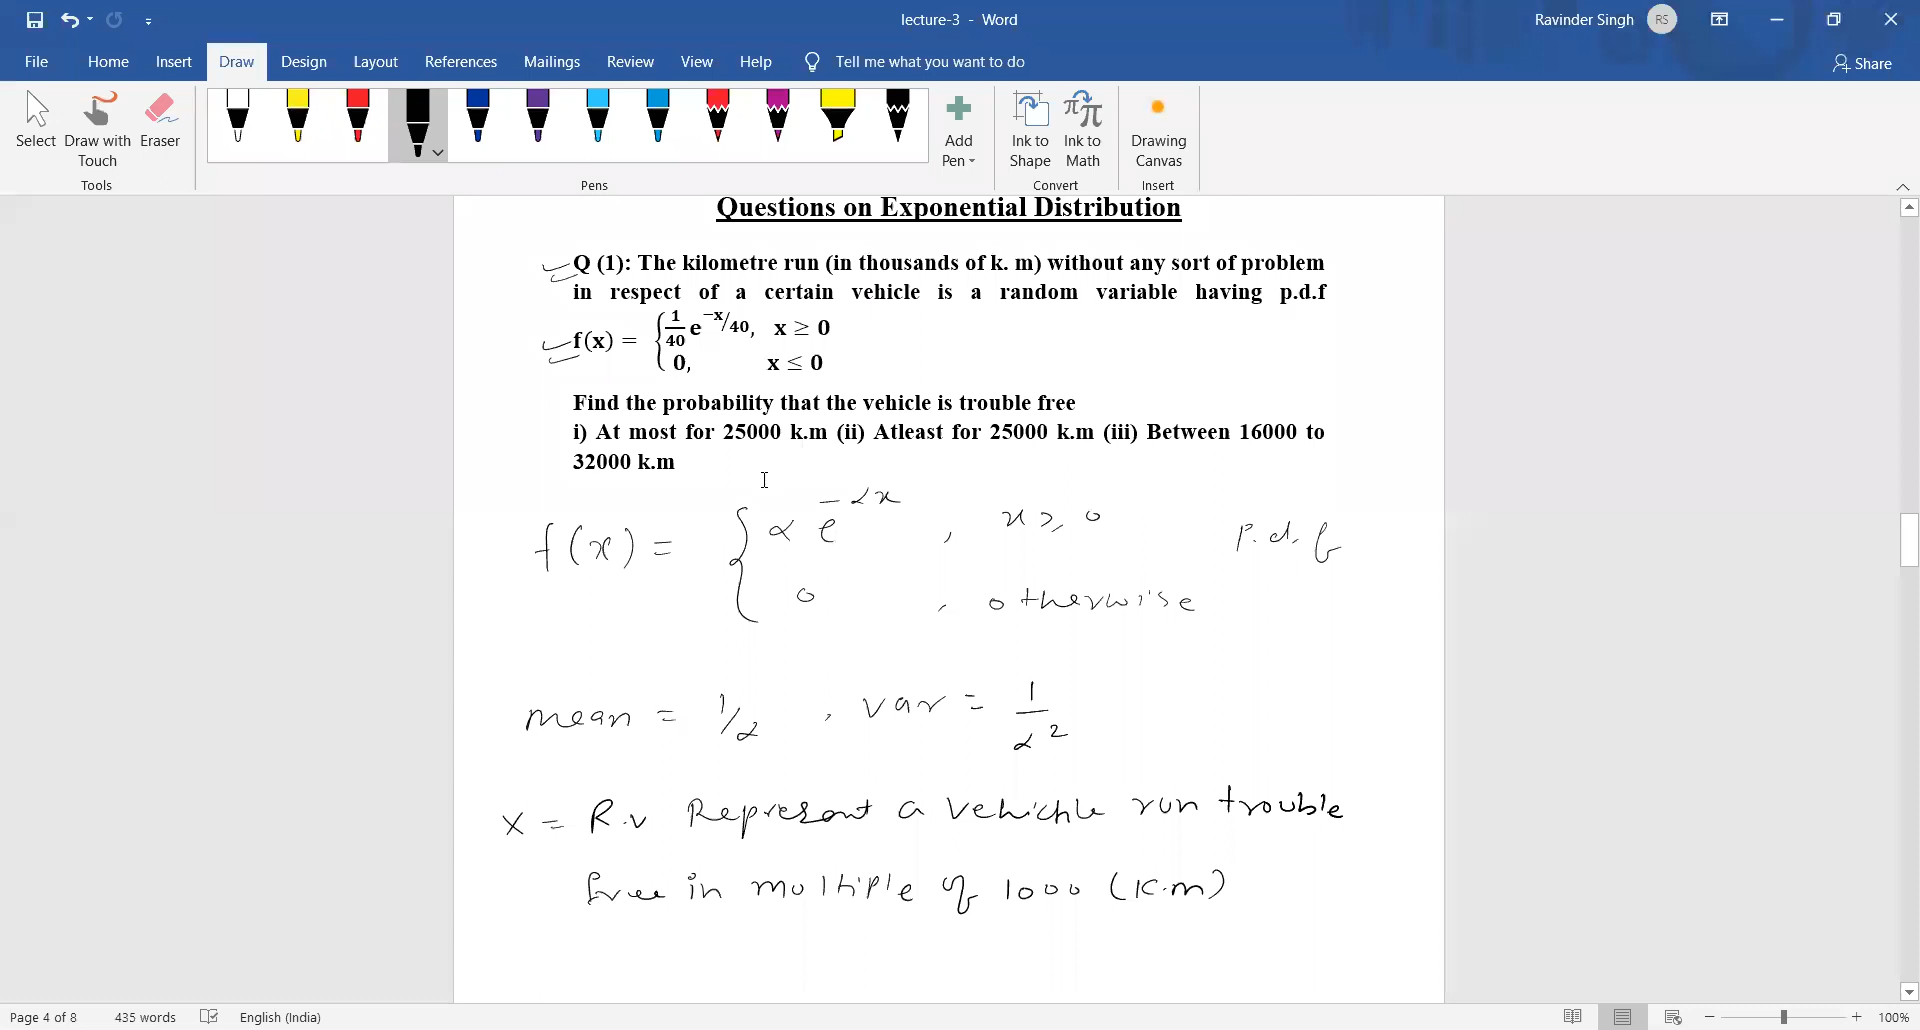 lecture-3 - Word
Ravinder Singh RS
File Home Insert Draw Design Layout References Mailings Review View Help Tell me what you want to do Share
Select Draw with Touch Eraser
Add Pen
Ink to Shape Ink to Math
Drawing Canvas
Tools Pens Convert Insert
Questions on Exponential Distribution
Q (1): The kilometre run (in thousands of k. m) without any sort of problem
in respect of a certain vehicle is a random variable having p.d.f
f(x) = { 1/40 e^{-x/40}, x ≥ 0
0, x ≤ 0
Find the probability that the vehicle is trouble free
i) At most for 25000 k.m (ii) Atleast for 25000 k.m (iii) Between 16000 to
32000 k.m
f(x) = { α e^{-αx}, x ≥ 0 p.d.f
0, otherwise
mean = 1/α, var = 1/α²
X = R.v Represent a vehichle run trouble
free in multiple of 1000 (K.m)
Page 4 of 8 435 words English (India) 100%